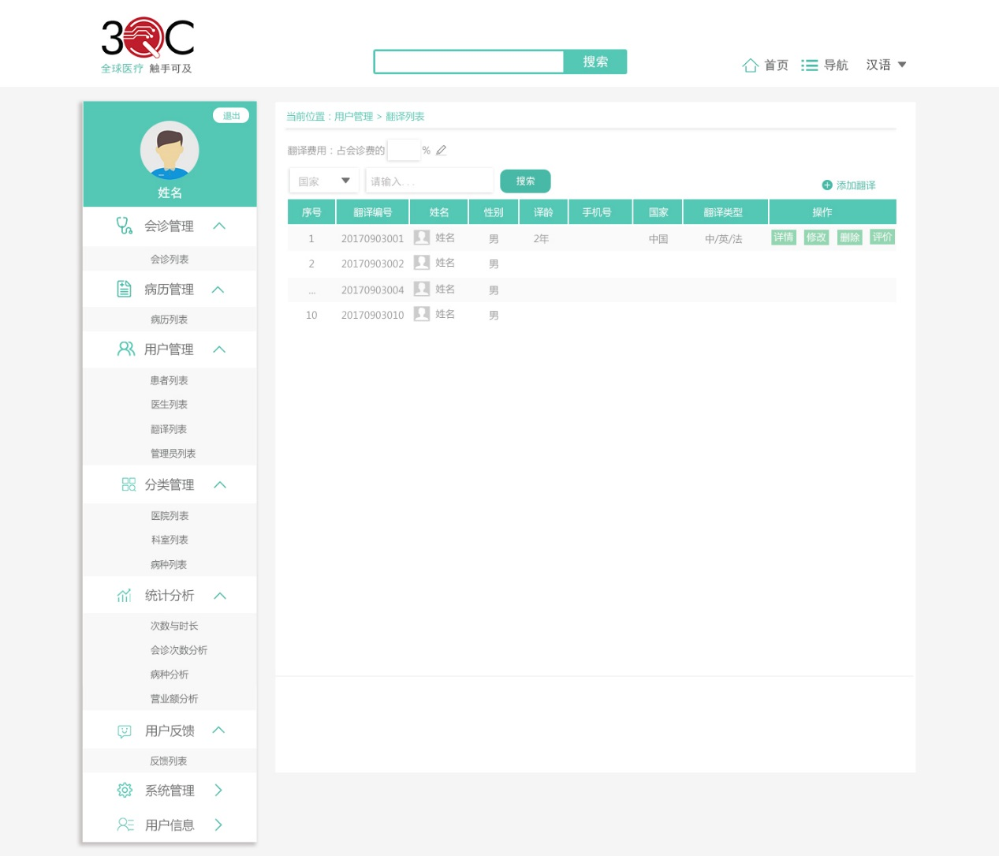 3QC
全球医疗 触手可及
搜索
首页 导航 汉语
退出
姓名
会诊管理
会诊列表
病历管理
病历列表
用户管理
患者列表
医生列表
翻译列表
管理员列表
分类管理
医院列表
科室列表
病种列表
统计分析
次数与时长
会诊次数分析
病种分析
营业额分析
用户反馈
反馈列表
系统管理
用户信息
当前位置：用户管理 > 翻译列表
翻译费用：占会诊费的 %
国家 请输入... 搜索
添加翻译
序号 翻译编号 姓名 性别 译龄 手机号 国家 翻译类型 操作
1 20170903001 姓名 男 2年 中国 中/英/法 详情 修改 删除 评价
2 20170903002 姓名 男
... 20170903004 姓名 男
10 20170903010 姓名 男